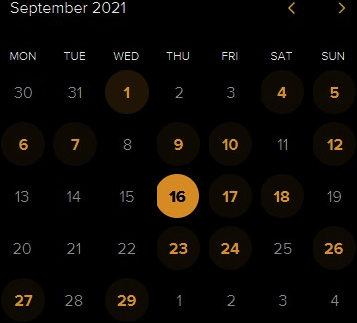 September 2021
MON TUE WED THU FRI SAT SUN
30 31 1 2 3 4 5
6 7 8 9 10 11 12
13 14 15 16 17 18 19
20 21 22 23 24 25 26
27 28 29 1 2 3 4